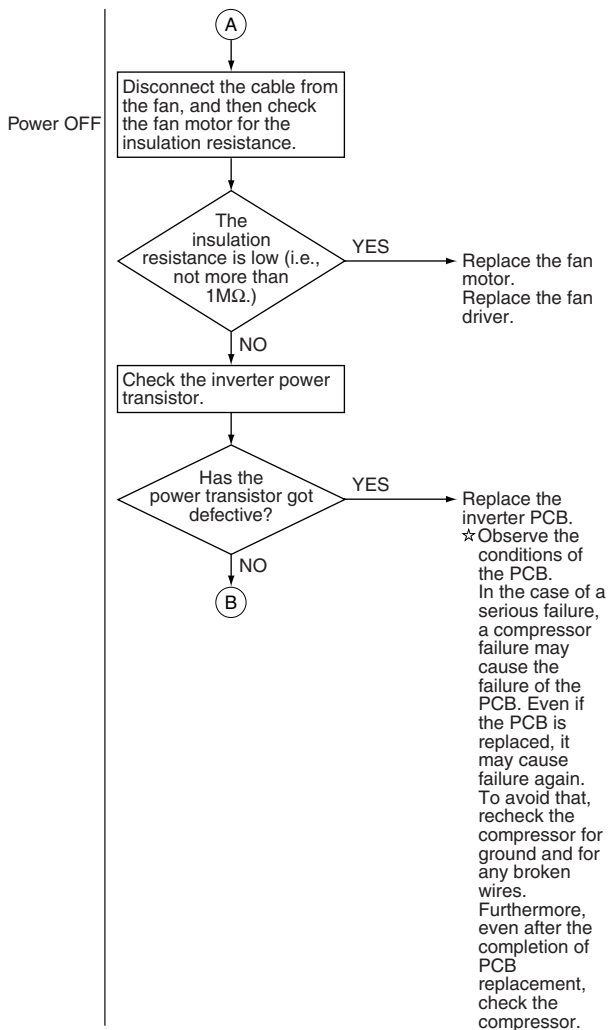 A
Power OFF
Disconnect the cable from
the fan, and then check
the fan motor for the
insulation resistance.
The
insulation
resistance is low (i.e.,
not more than
1MΩ.)
YES
Replace the fan
motor.
Replace the fan
driver.
NO
Check the inverter power
transistor.
Has the
power transistor got
defective?
YES
Replace the
inverter PCB.
☆Observe the
conditions of
the PCB.
In the case of a
serious failure,
a compressor
failure may
cause the
failure of the
PCB. Even if
the PCB is
replaced, it
may cause
failure again.
To avoid that,
recheck the
compressor for
ground and for
any broken
wires.
Furthermore,
even after the
completion of
PCB
replacement,
check the
compressor.
NO
B